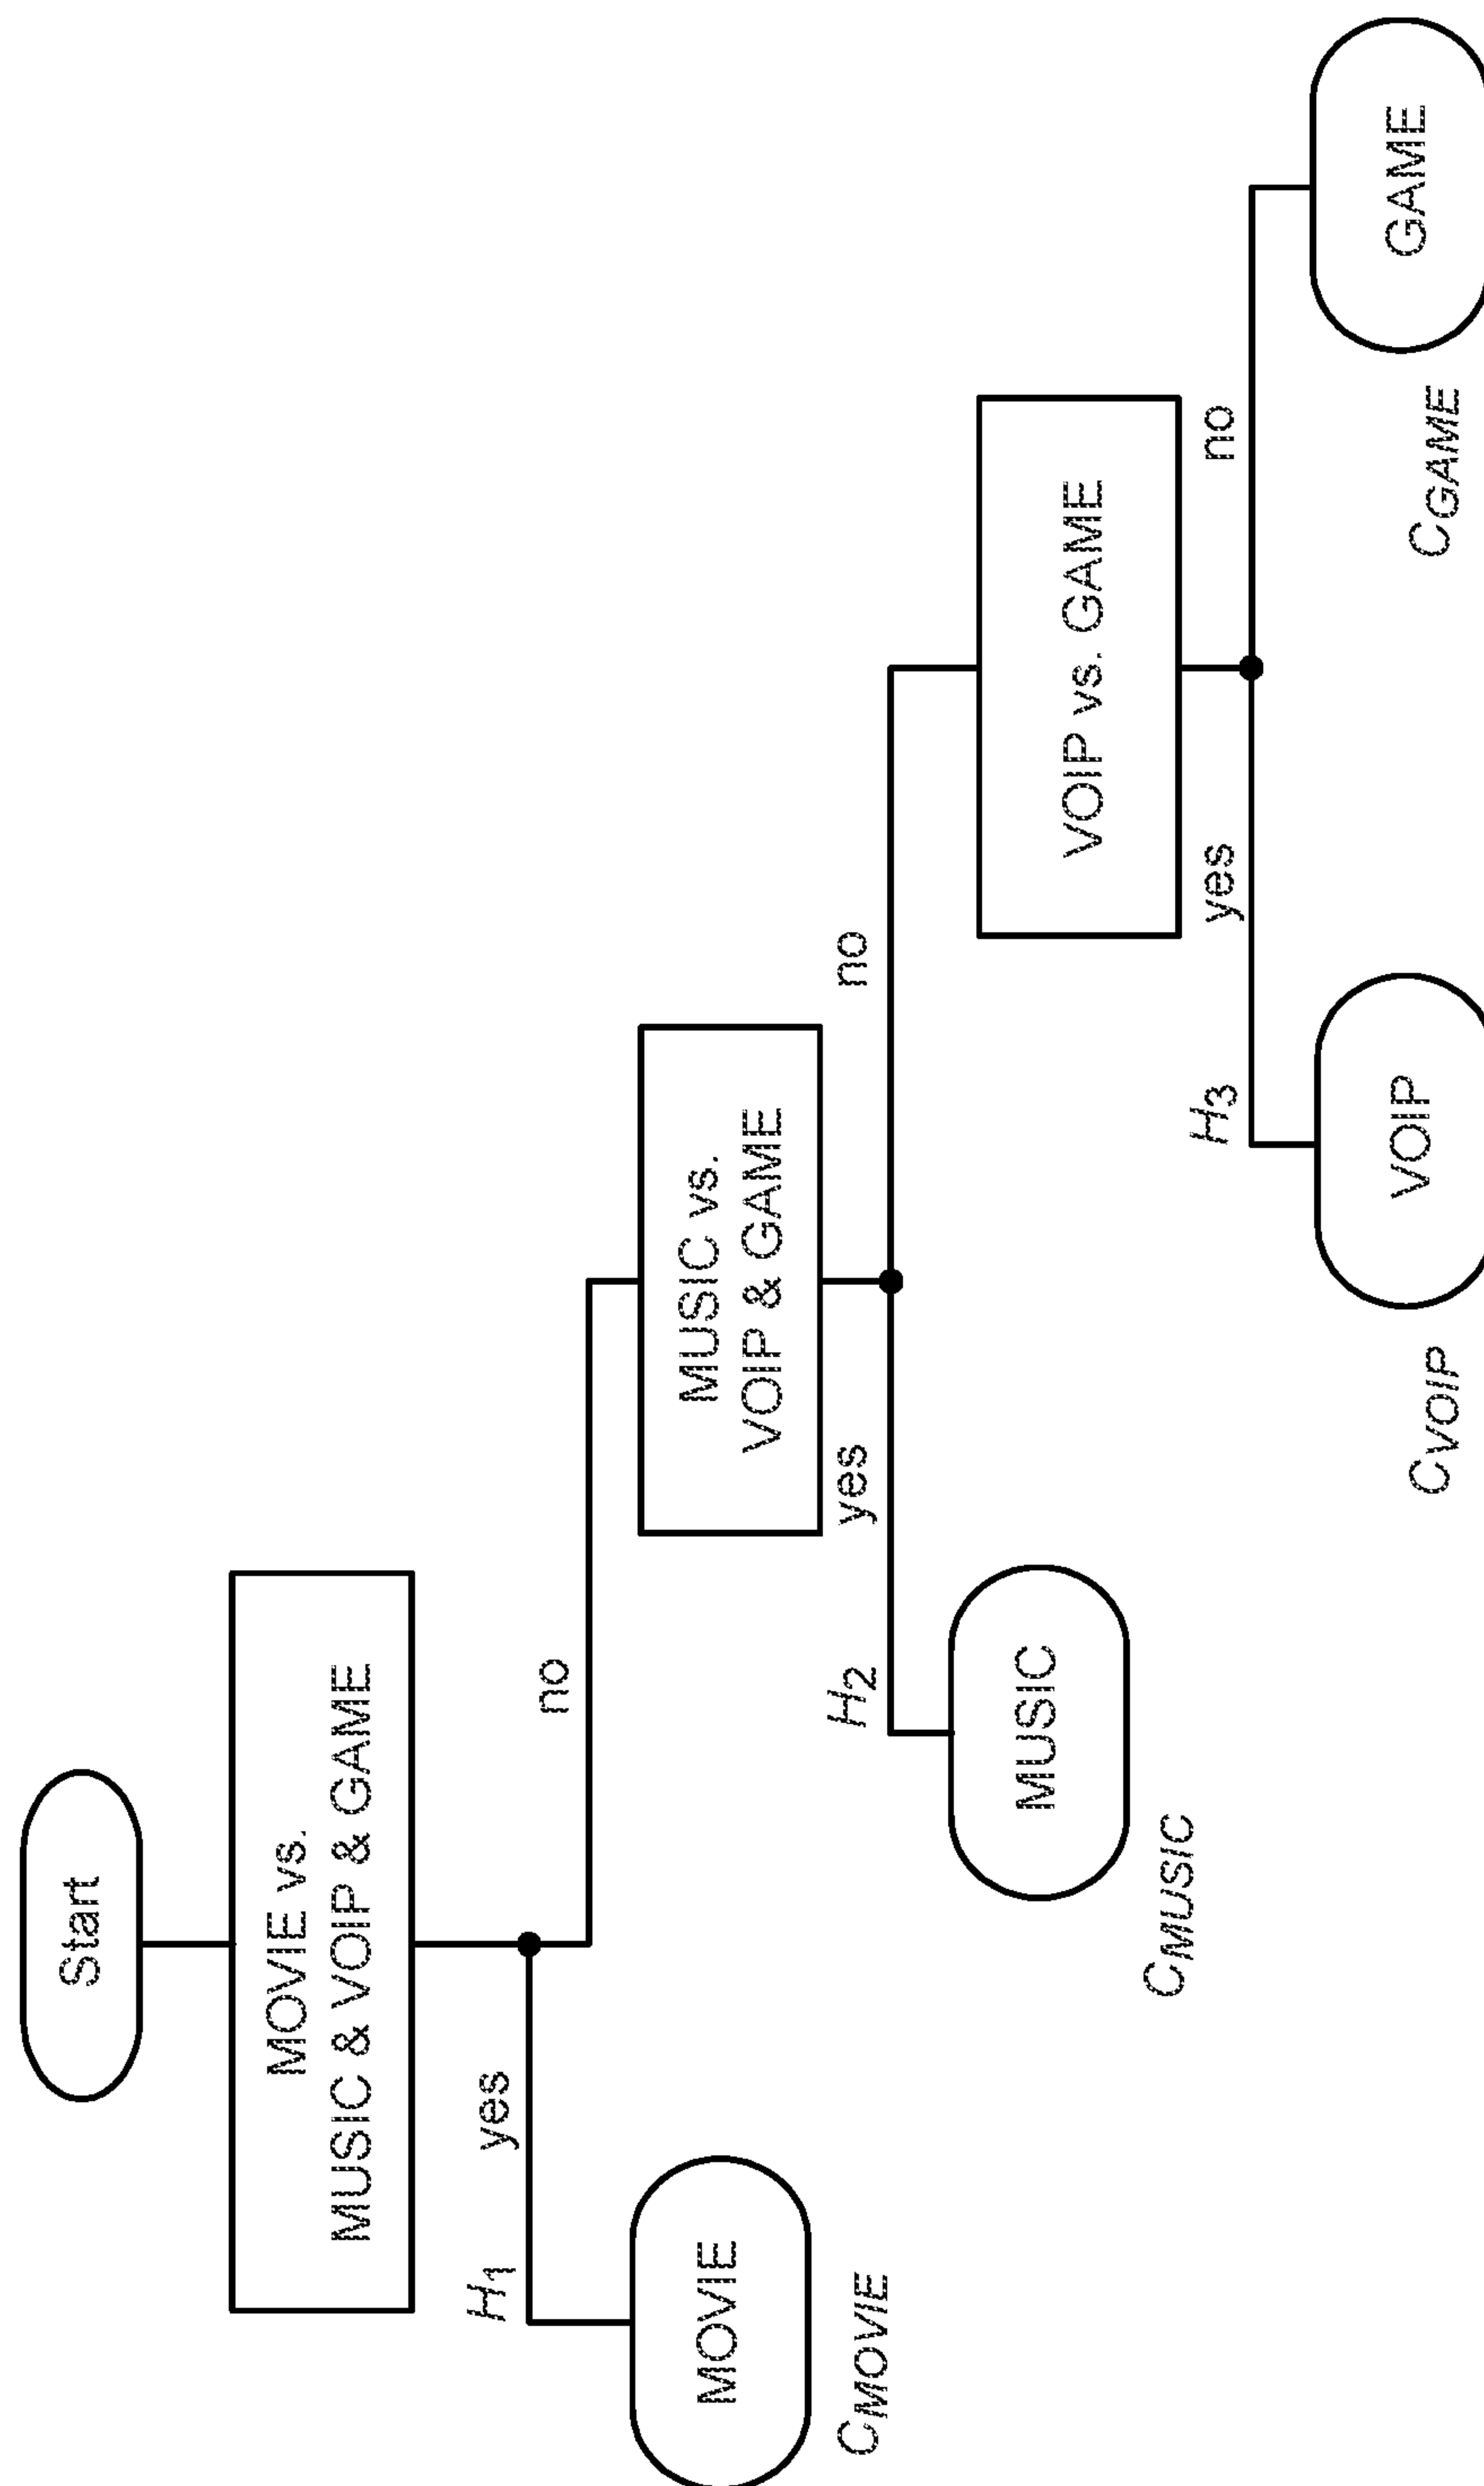 Start
MOVIE vs.
MUSIC & VOIP & GAME
H1
yes
no
MOVIE
CMOVIE
MUSIC vs.
VOIP & GAME
H2
yes
no
MUSIC
CMUSIC
VOIP vs. GAME
H3
yes
no
VOIP
CVOIP
GAME
CGAME